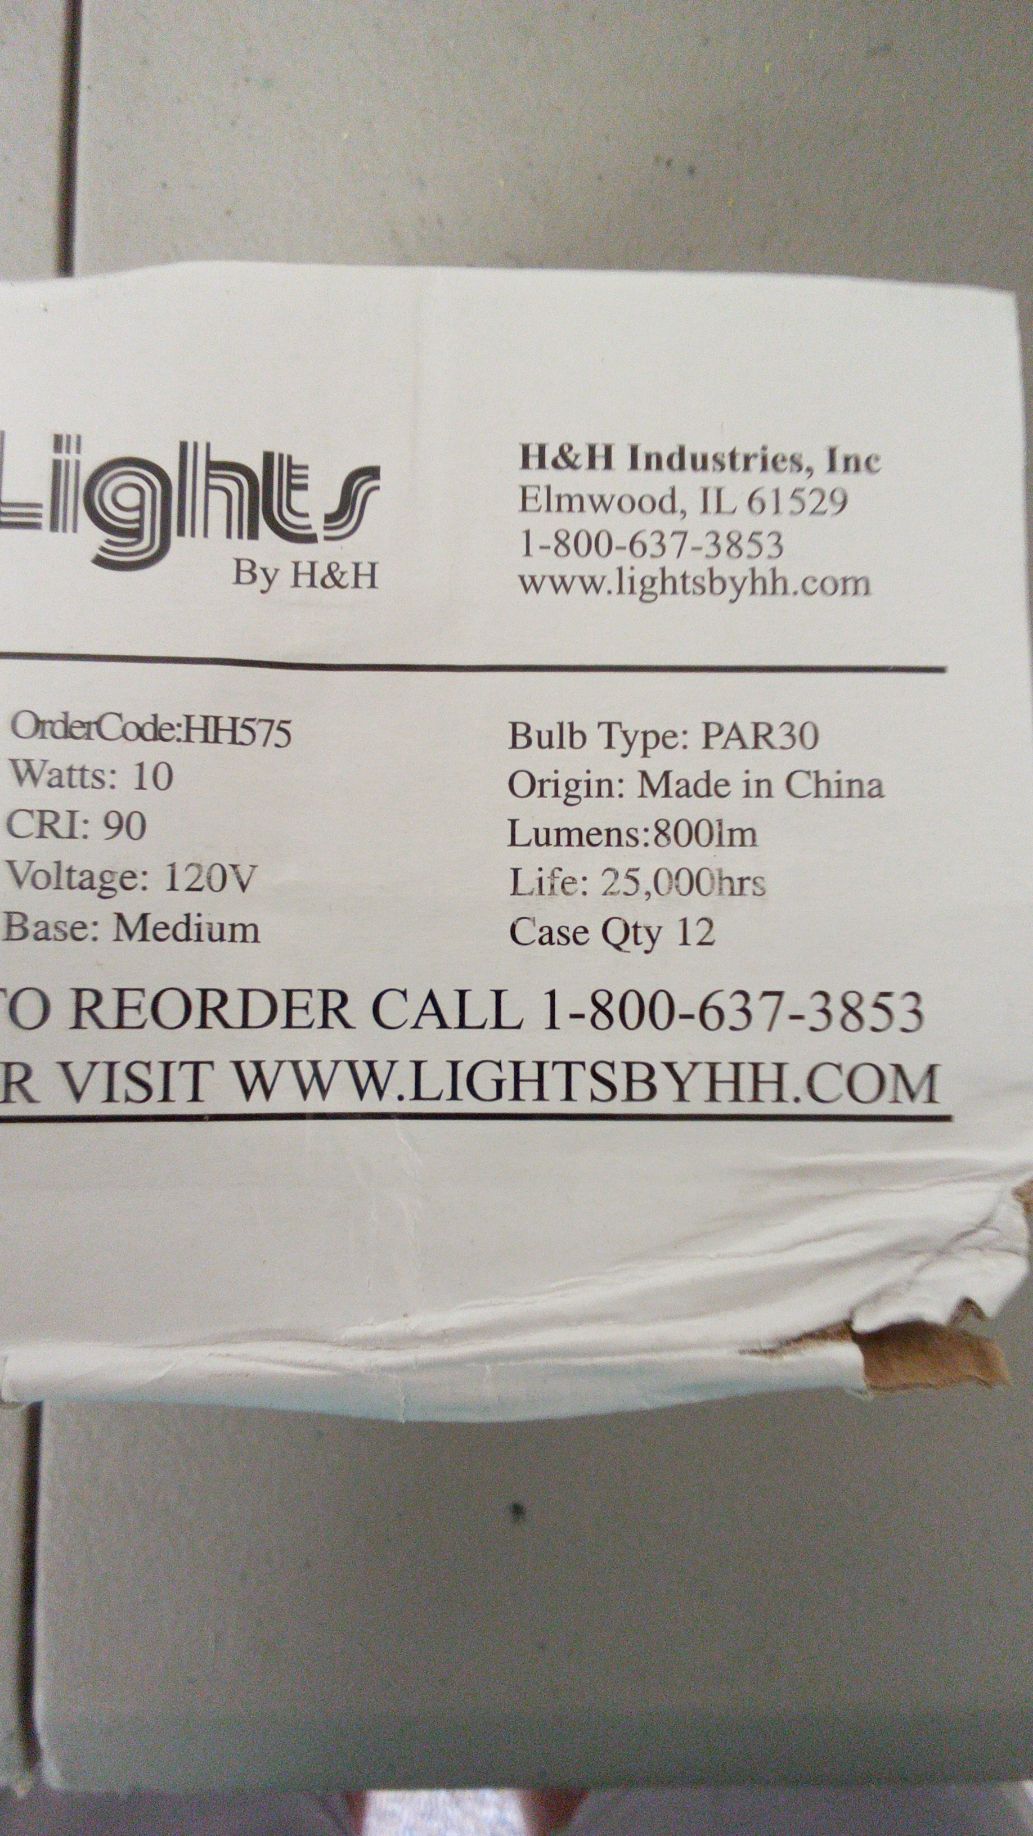 Lights
By H&H
H&H Industries, Inc
Elmwood, IL 61529
1-800-637-3853
www.lightsbyhh.com
OrderCode:HH575
Watts: 10
CRI: 90
Voltage: 120V
Base: Medium
Bulb Type: PAR30
Origin: Made in China
Lumens:800lm
Life: 25,000hrs
Case Qty 12
TO REORDER CALL 1-800-637-3853
R VISIT WWW.LIGHTSBYHH.COM